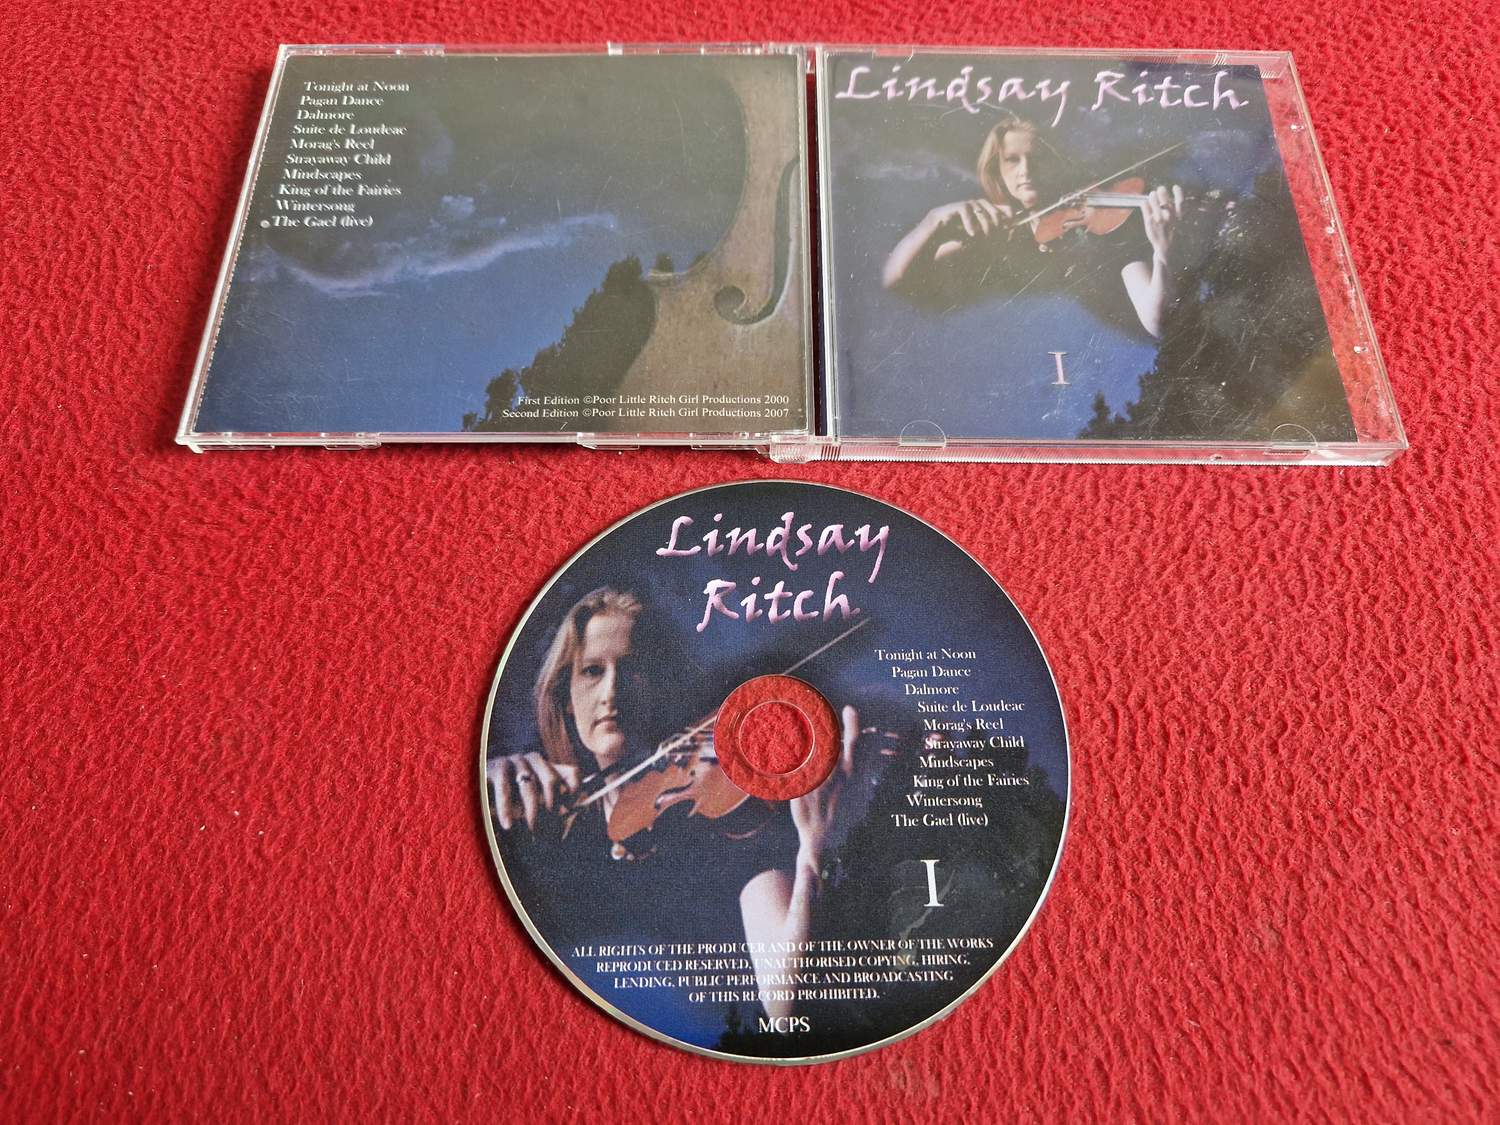 Tonight at Noon
Pagan Dance
Dalmore
Suite de Loudeac
Morag's Reel
Strayaway Child
Mindscapes
King of the Fairies
Wintersong
The Gael (live)
First Edition ©Poor Little Ritch Girl Productions 2000
Second Edition ©Poor Little Ritch Girl Productions 2007
Lindsay Ritch
I
Lindsay
Ritch
Tonight at Noon
Pagan Dance
Dalmore
Suite de Loudeac
Morag's Reel
Strayaway Child
Mindscapes
King of the Fairies
Wintersong
The Gael (live)
I
ALL RIGHTS OF THE PRODUCER AND OF THE OWNER OF THE WORKS
REPRODUCED RESERVED. UNAUTHORISED COPYING, HIRING,
LENDING, PUBLIC PERFORMANCE AND BROADCASTING
OF THIS RECORD PROHIBITED.
MCPS